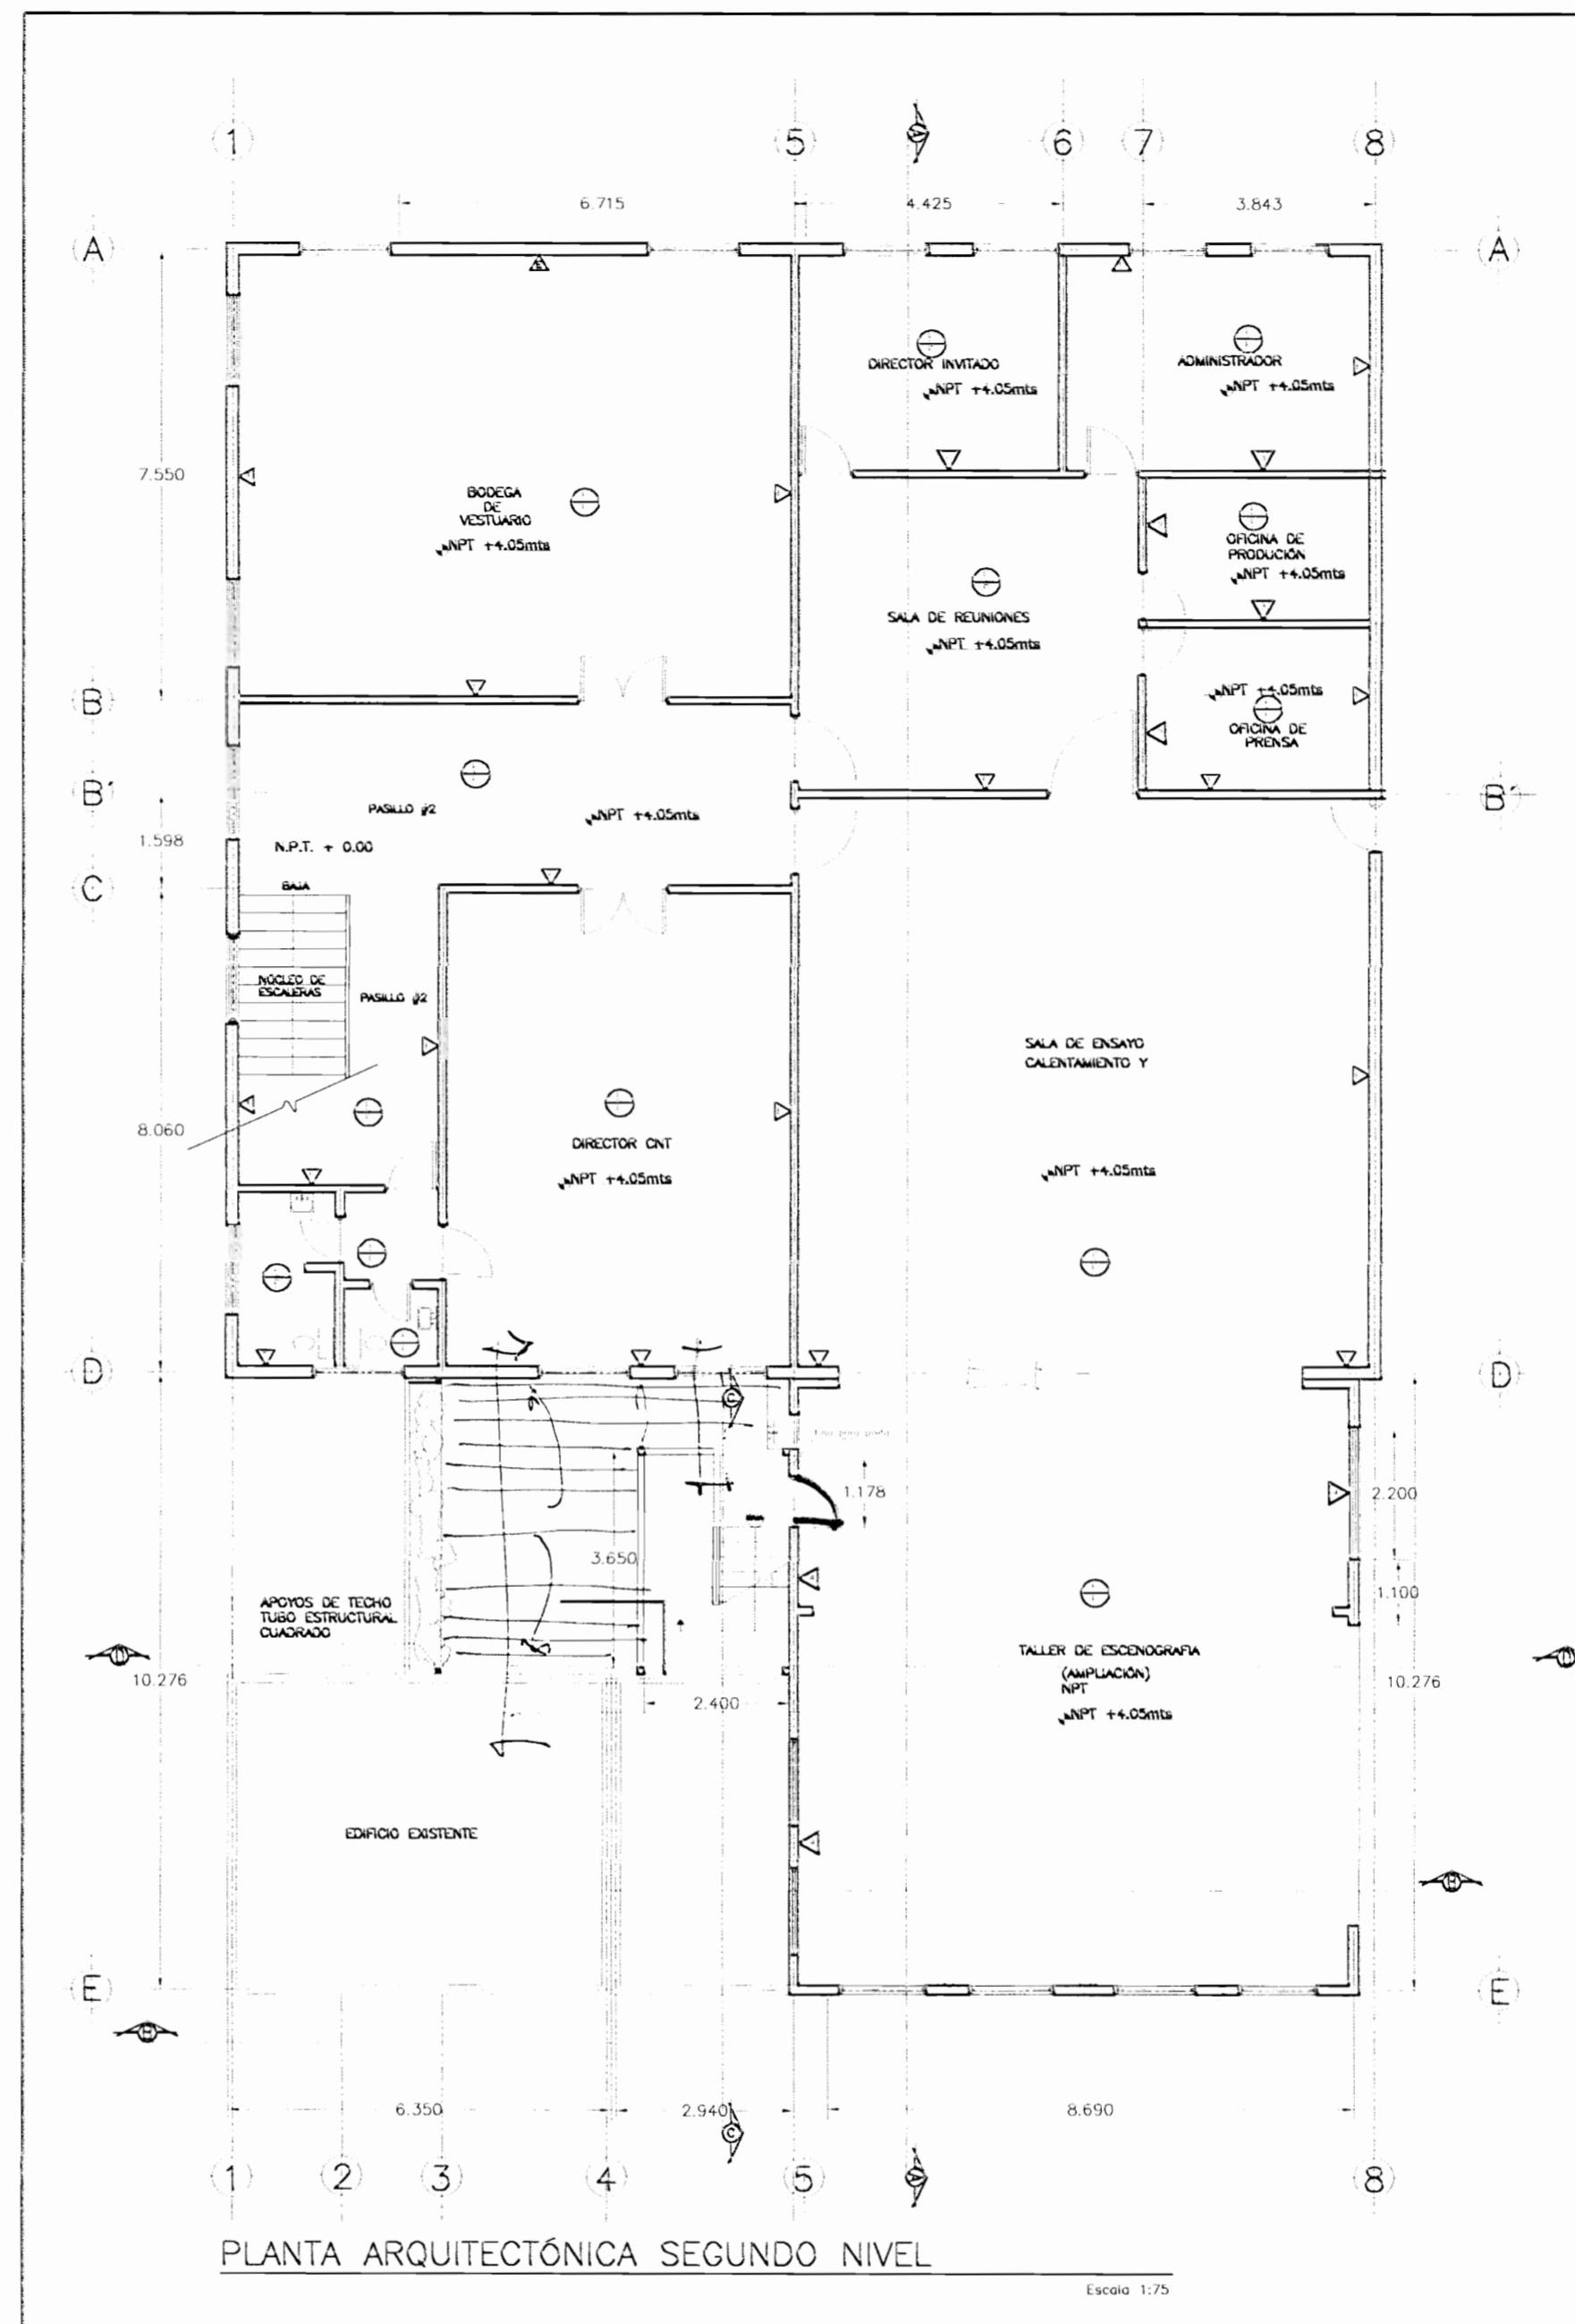 1 5 6 7 8
6.715 4.425 3.843
A A
DIRECTOR INVITADO
NPT +4.05mts
ADMINISTRADOR
NPT +4.05mts
7.550
BODEGA
DE
VESTUARIO
NPT +4.05mts
OFICINA DE
PRODUCIÓN
NPT +4.05mts
SALA DE REUNIONES
NPT +4.05mts
NPT +4.05mts
OFICINA DE
PRENSA
B
B' B'
PASILLO #2
NPT +4.05mts
1.598
N.P.T. + 0.00
C
BAJA
NÚCLEO DE
ESCALERAS
PASILLO #2
SALA DE ENSAYO
CALENTAMIENTO Y
8.060
DIRECTOR CNT
NPT +4.05mts
NPT +4.05mts
D D
C
1.178
2.200
3.650
1.100
APOYOS DE TECHO
TUBO ESTRUCTURAL
CUADRADO
TALLER DE ESCENOGRAFIA
(AMPLIACIÓN)
NPT
NPT +4.05mts
10.276
10.276
2.400
EDIFICIO EXISTENTE
E E
6.350 2.940 8.690
C
1 2 3 4 5 8
PLANTA ARQUITECTÓNICA SEGUNDO NIVEL
Escala 1:75